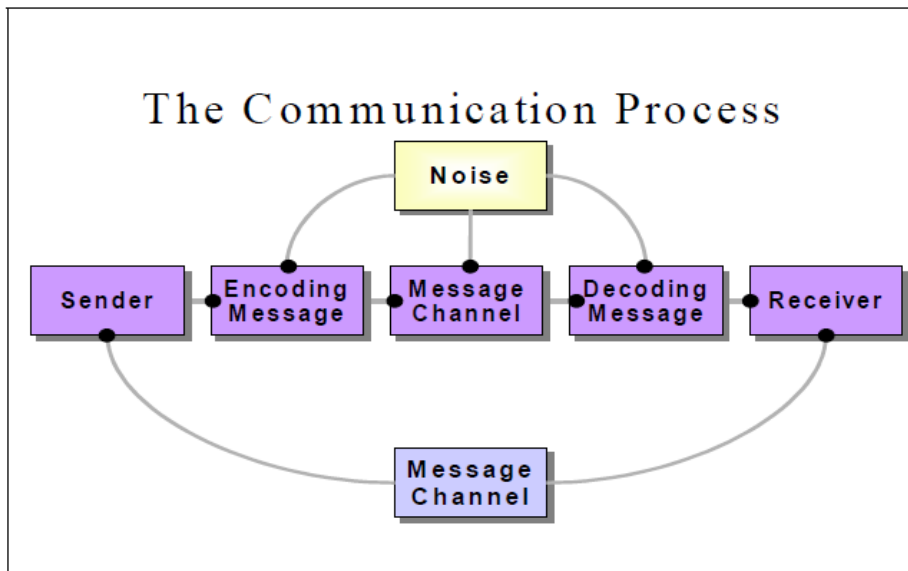 The Communication Process
Noise
Sender
Encoding
Message
Message
Channel
Decoding
Message
Receiver
Message
Channel